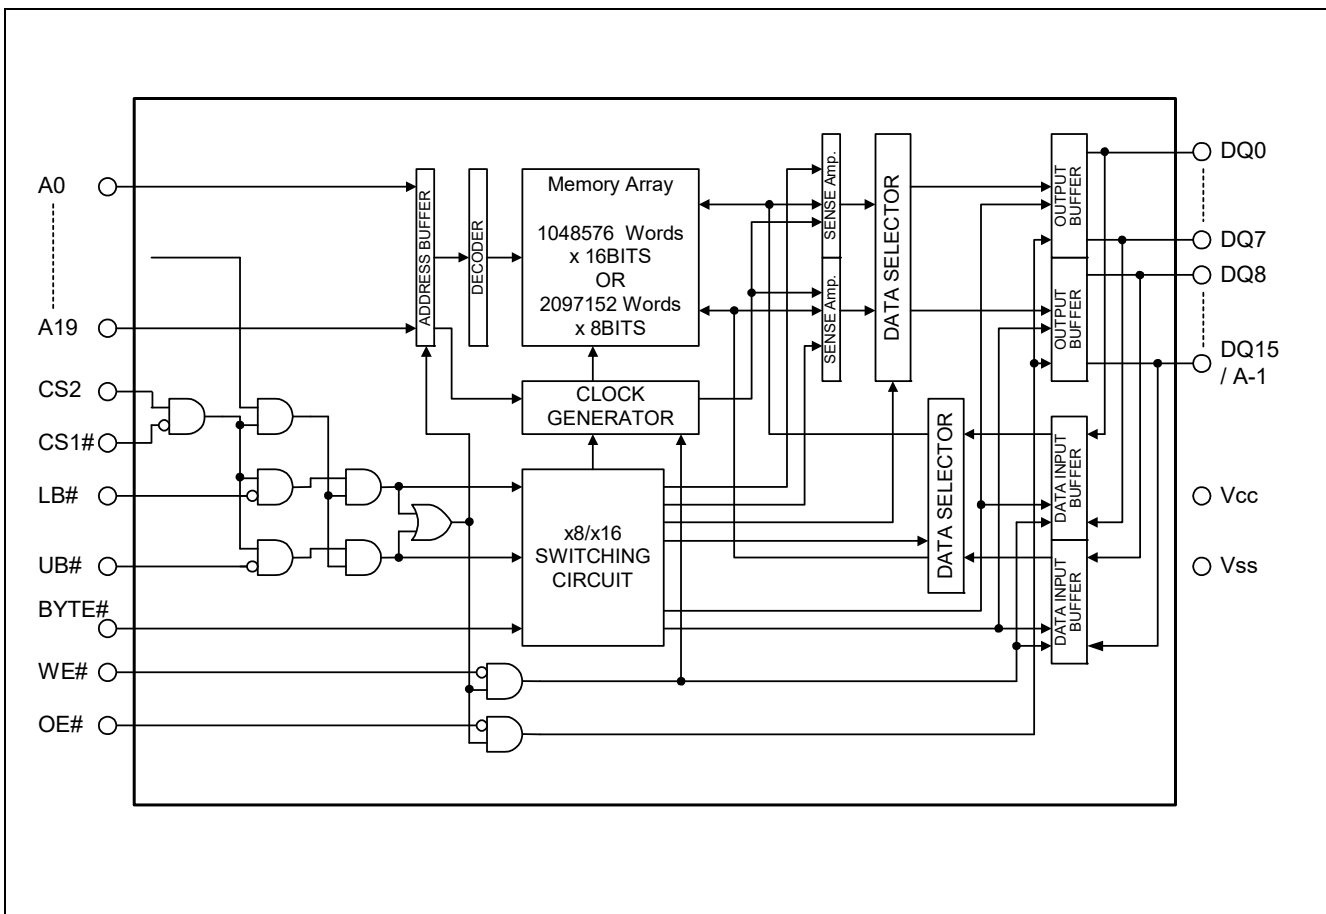 A0
A19
CS2
CS1#
LB#
UB#
BYTE#
WE#
OE#
ADDRESS BUFFER
DECODER
Memory Array
1048576 Words
x 16BITS
OR
2097152 Words
x 8BITS
CLOCK
GENERATOR
x8/x16
SWITCHING
CIRCUIT
SENSE Amp.
SENSE Amp.
DATA SELECTOR
DATA SELECTOR
OUTPUT
BUFFER
OUTPUT
BUFFER
DATA INPUT
BUFFER
DATA INPUT
BUFFER
DQ0
DQ7
DQ8
DQ15
/ A-1
Vcc
Vss